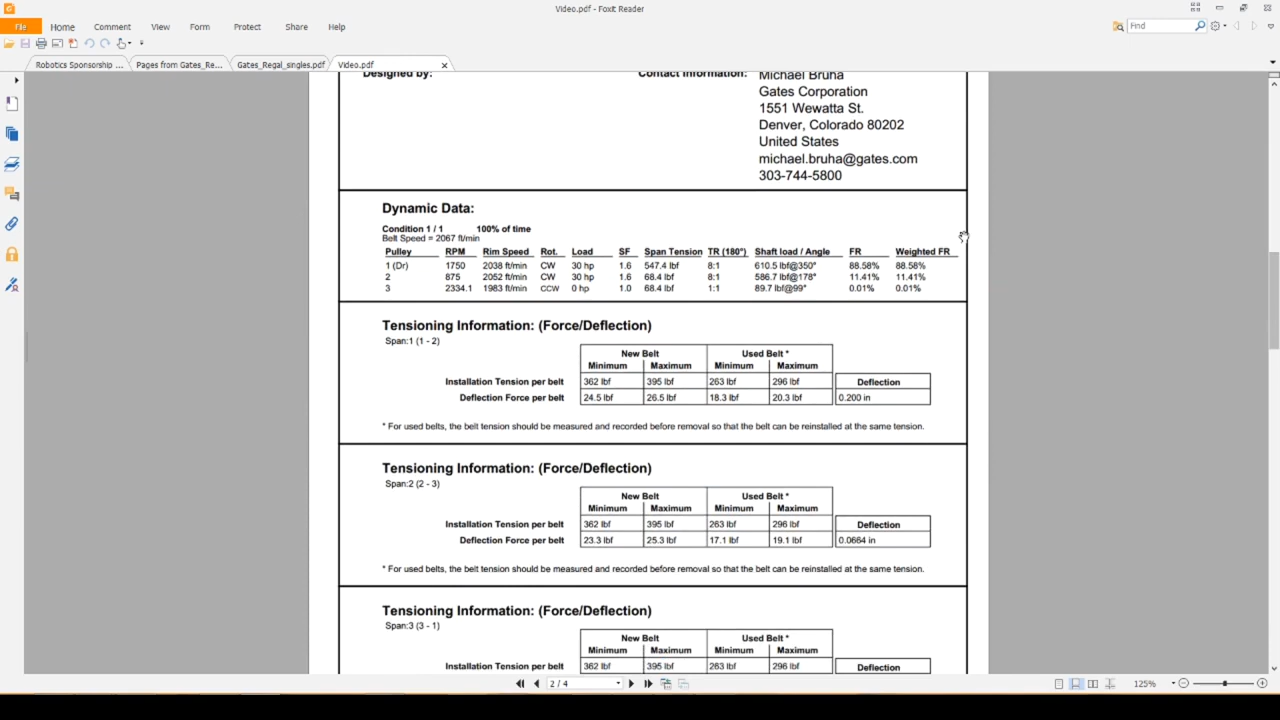 Video.pdf - Foxit Reader
File Home Comment View Form Protect Share Help
Find
Robotics Sponsorship ... Pages from Gates_Re... Gates_Regal_singles.pdf Video.pdf
Designed by: Contact Information: Michael Bruha
Gates Corporation
1551 Wewatta St.
Denver, Colorado 80202
United States
michael.bruha@gates.com
303-744-5800
Dynamic Data:
Condition 1 / 1 100% of time
Belt Speed = 2067 ft/min
Pulley RPM Rim Speed Rot. Load SF Span Tension TR (180°) Shaft load / Angle FR Weighted FR
1 (Dr) 1750 2038 ft/min CW 30 hp 1.6 547.4 lbf 8:1 610.5 lbf@350° 88.58% 88.58%
2 875 2052 ft/min CW 30 hp 1.6 68.4 lbf 8:1 586.7 lbf@178° 11.41% 11.41%
3 2334.1 1983 ft/min CCW 0 hp 1.0 68.4 lbf 1:1 89.7 lbf@99° 0.01% 0.01%
Tensioning Information: (Force/Deflection)
Span:1 (1 - 2)
New Belt Used Belt *
Minimum Maximum Minimum Maximum
Installation Tension per belt 362 lbf 395 lbf 263 lbf 296 lbf Deflection
Deflection Force per belt 24.5 lbf 26.5 lbf 18.3 lbf 20.3 lbf 0.200 in
* For used belts, the belt tension should be measured and recorded before removal so that the belt can be reinstalled at the same tension.
Tensioning Information: (Force/Deflection)
Span:2 (2 - 3)
New Belt Used Belt *
Minimum Maximum Minimum Maximum
Installation Tension per belt 362 lbf 395 lbf 263 lbf 296 lbf Deflection
Deflection Force per belt 23.3 lbf 25.3 lbf 17.1 lbf 19.1 lbf 0.0664 in
* For used belts, the belt tension should be measured and recorded before removal so that the belt can be reinstalled at the same tension.
Tensioning Information: (Force/Deflection)
Span:3 (3 - 1)
New Belt Used Belt *
Minimum Maximum Minimum Maximum
Installation Tension per belt 362 lbf 395 lbf 263 lbf 296 lbf Deflection
2 / 4 125%